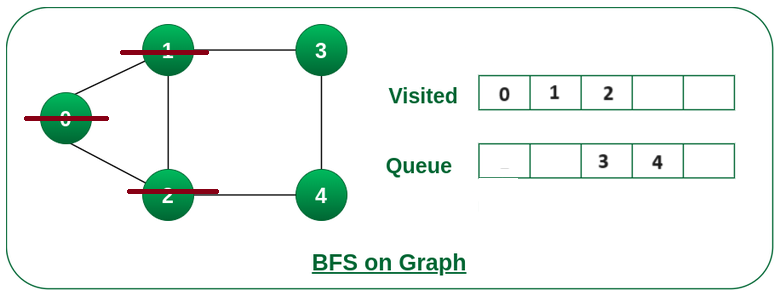 1 3
0
2 4
Visited 0 1 2
Queue 3 4
BFS on Graph